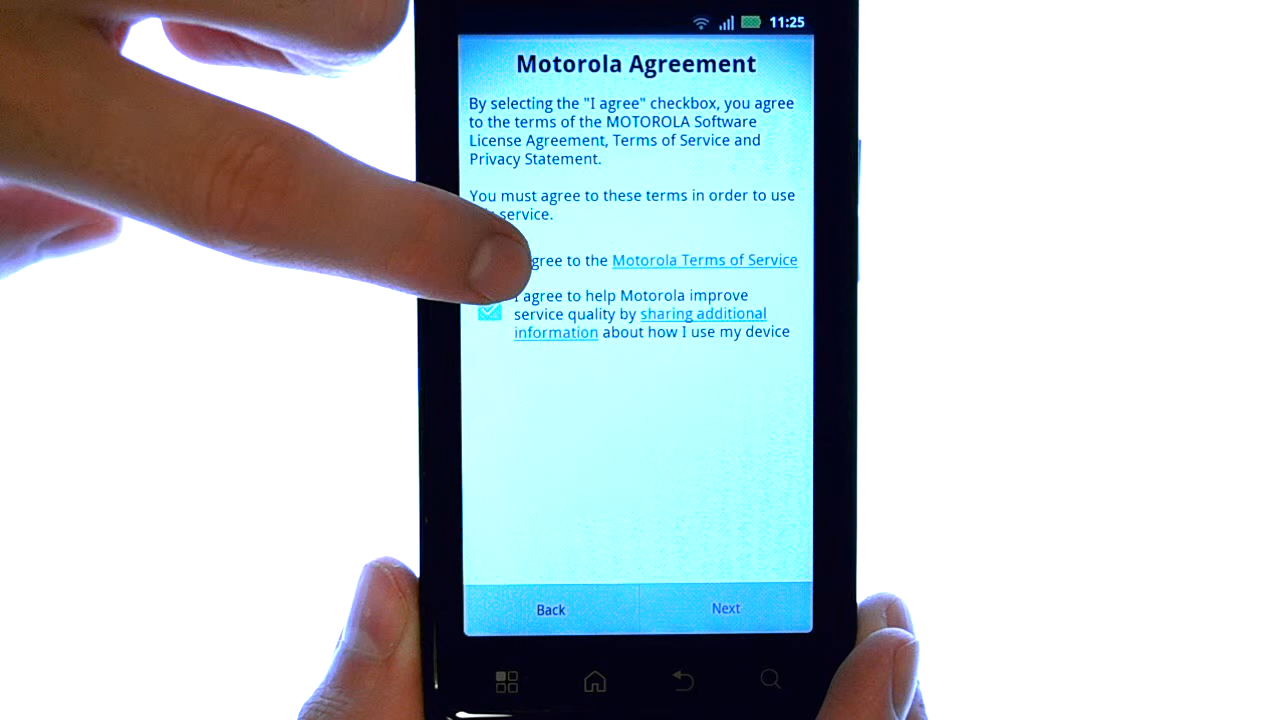 11:25
Motorola Agreement
By selecting the "I agree" checkbox, you agree
to the terms of the MOTOROLA Software
License Agreement, Terms of Service and
Privacy Statement.
You must agree to these terms in order to use
service.
to the Motorola Terms of Service
I agree to help Motorola improve
service quality by sharing additional
information about how I use my device
Back Next